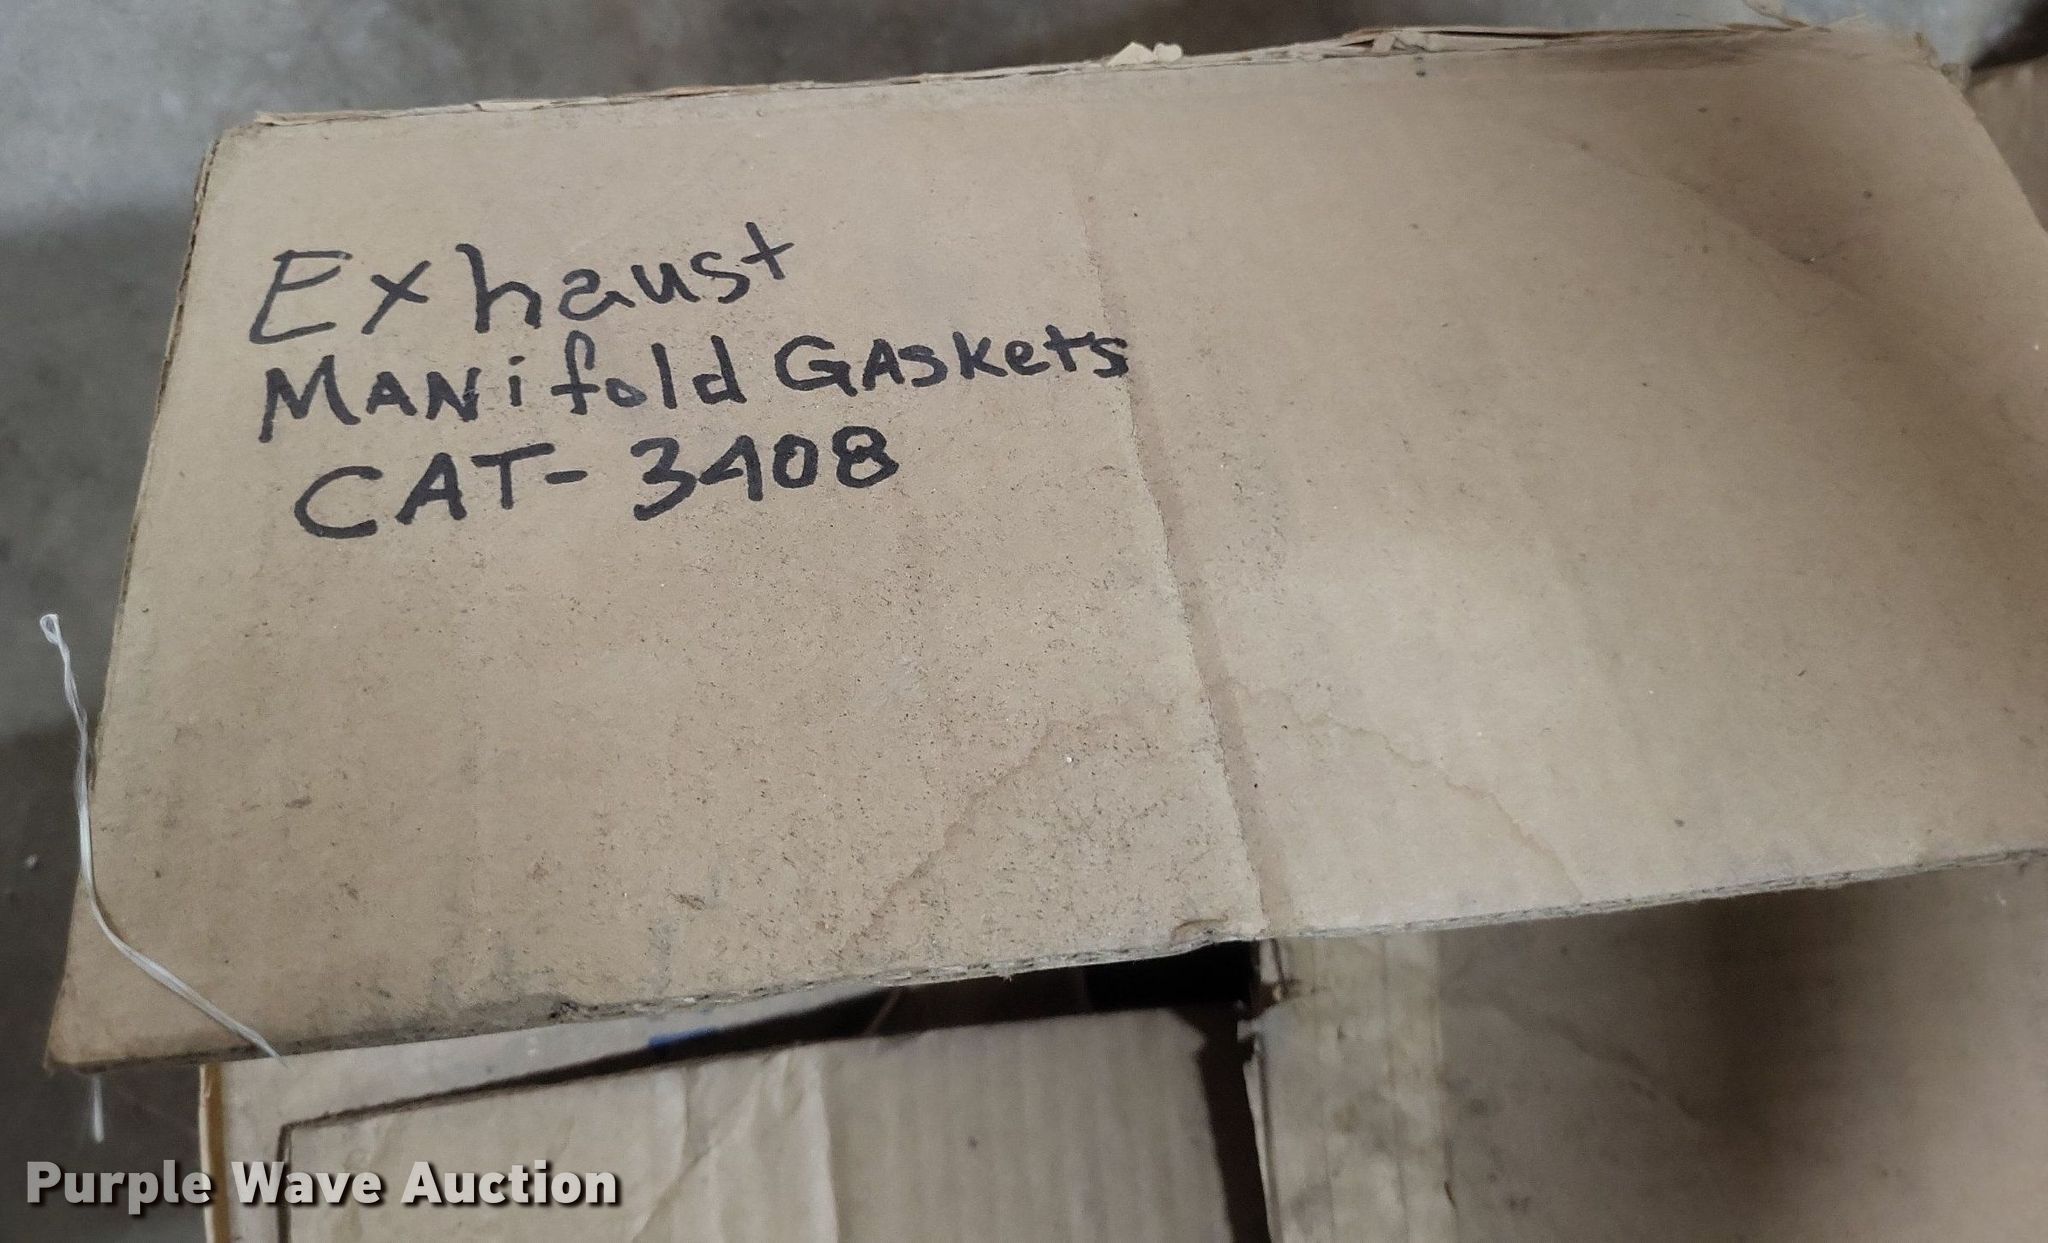 Exhaust
MANifold GAskets
CAT-3408
Purple Wave Auction